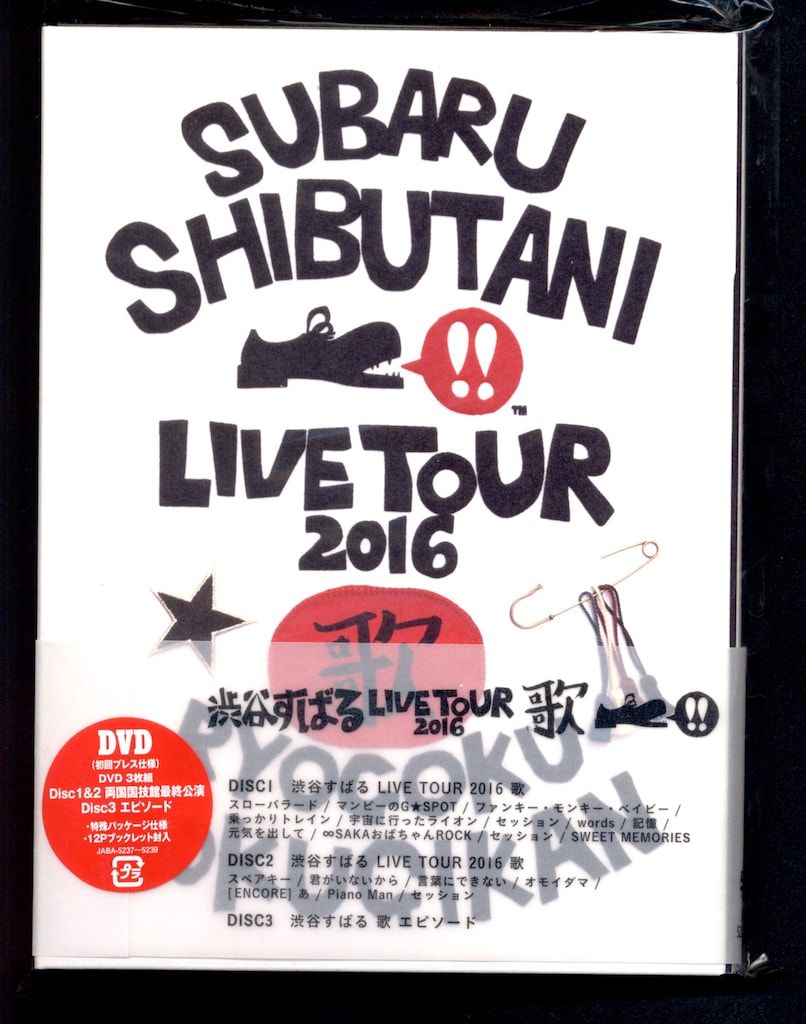 SUBARU
SHIBUTANI
!!
TM
LIVE TOUR
2016
歌
渋谷すばる LIVE TOUR 2016 歌 !!
RYOGOKU
KOKUGIKAN
DVD
(初回プレス仕様)
DVD 3枚組
Disc1&2 両国国技館最終公演
Disc3 エピソード
・特殊パッケージ仕様
・12Pブックレット封入
JABA-5237~5239
プラ
DISC1 渋谷すばる LIVE TOUR 2016 歌
スローバラード / マンピーのG★SPOT / ファンキー・モンキー・ベイビー /
乗っかりトレイン / 宇宙に行ったライオン / セッション / words / 記憶 /
元気を出して / ∞SAKAおばちゃんROCK / セッション / SWEET MEMORIES
DISC2 渋谷すばる LIVE TOUR 2016 歌
スペアキー / 君がいないから / 言葉にできない / オモイダマ /
[ENCORE] あ / Piano Man / セッション
DISC3 渋谷すばる 歌 エピソード